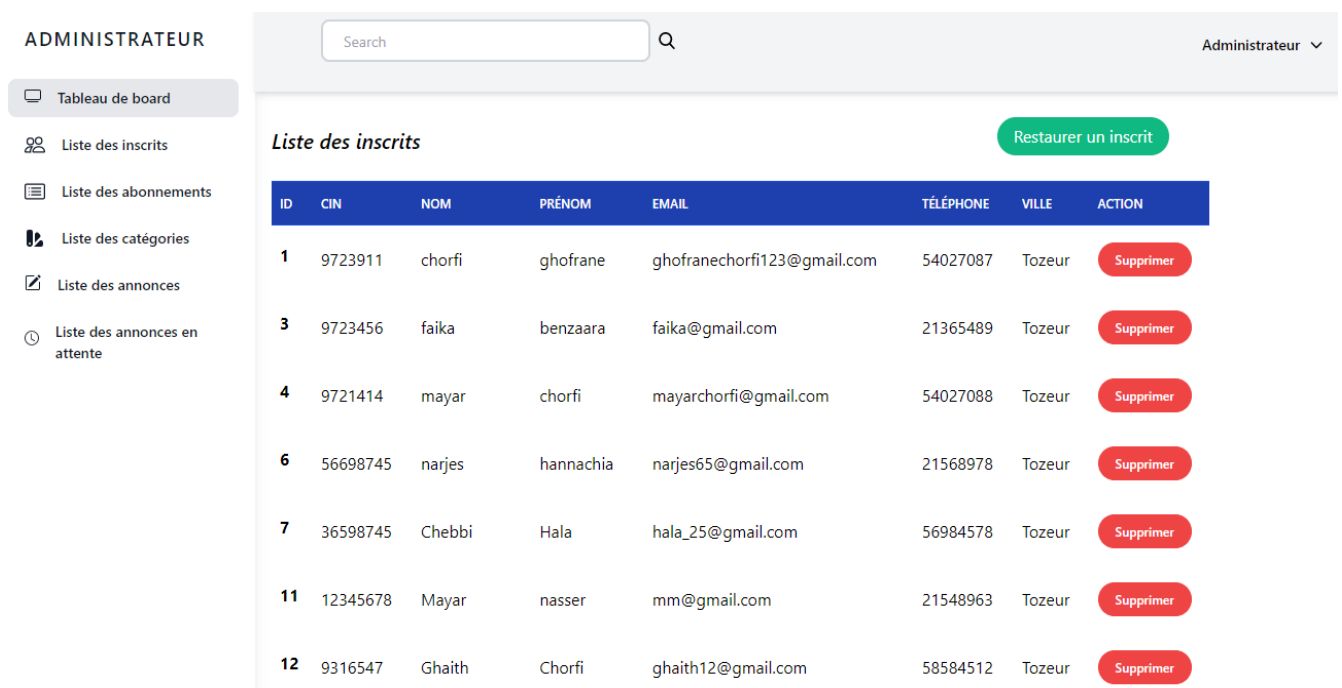 ADMINISTRATEUR
Search
Administrateur
Tableau de board
Liste des inscrits
Liste des abonnements
Liste des catégories
Liste des annonces
Liste des annonces en
attente
Liste des inscrits
Restaurer un inscrit
ID CIN NOM PRÉNOM EMAIL TÉLÉPHONE VILLE ACTION
1 9723911 chorfi ghofrane ghofranechorfi123@gmail.com 54027087 Tozeur Supprimer
3 9723456 faika benzaara faika@gmail.com 21365489 Tozeur Supprimer
4 9721414 mayar chorfi mayarchorfi@gmail.com 54027088 Tozeur Supprimer
6 56698745 narjes hannachia narjes65@gmail.com 21568978 Tozeur Supprimer
7 36598745 Chebbi Hala hala_25@gmail.com 56984578 Tozeur Supprimer
11 12345678 Mayar nasser mm@gmail.com 21548963 Tozeur Supprimer
12 9316547 Ghaith Chorfi ghaith12@gmail.com 58584512 Tozeur Supprimer